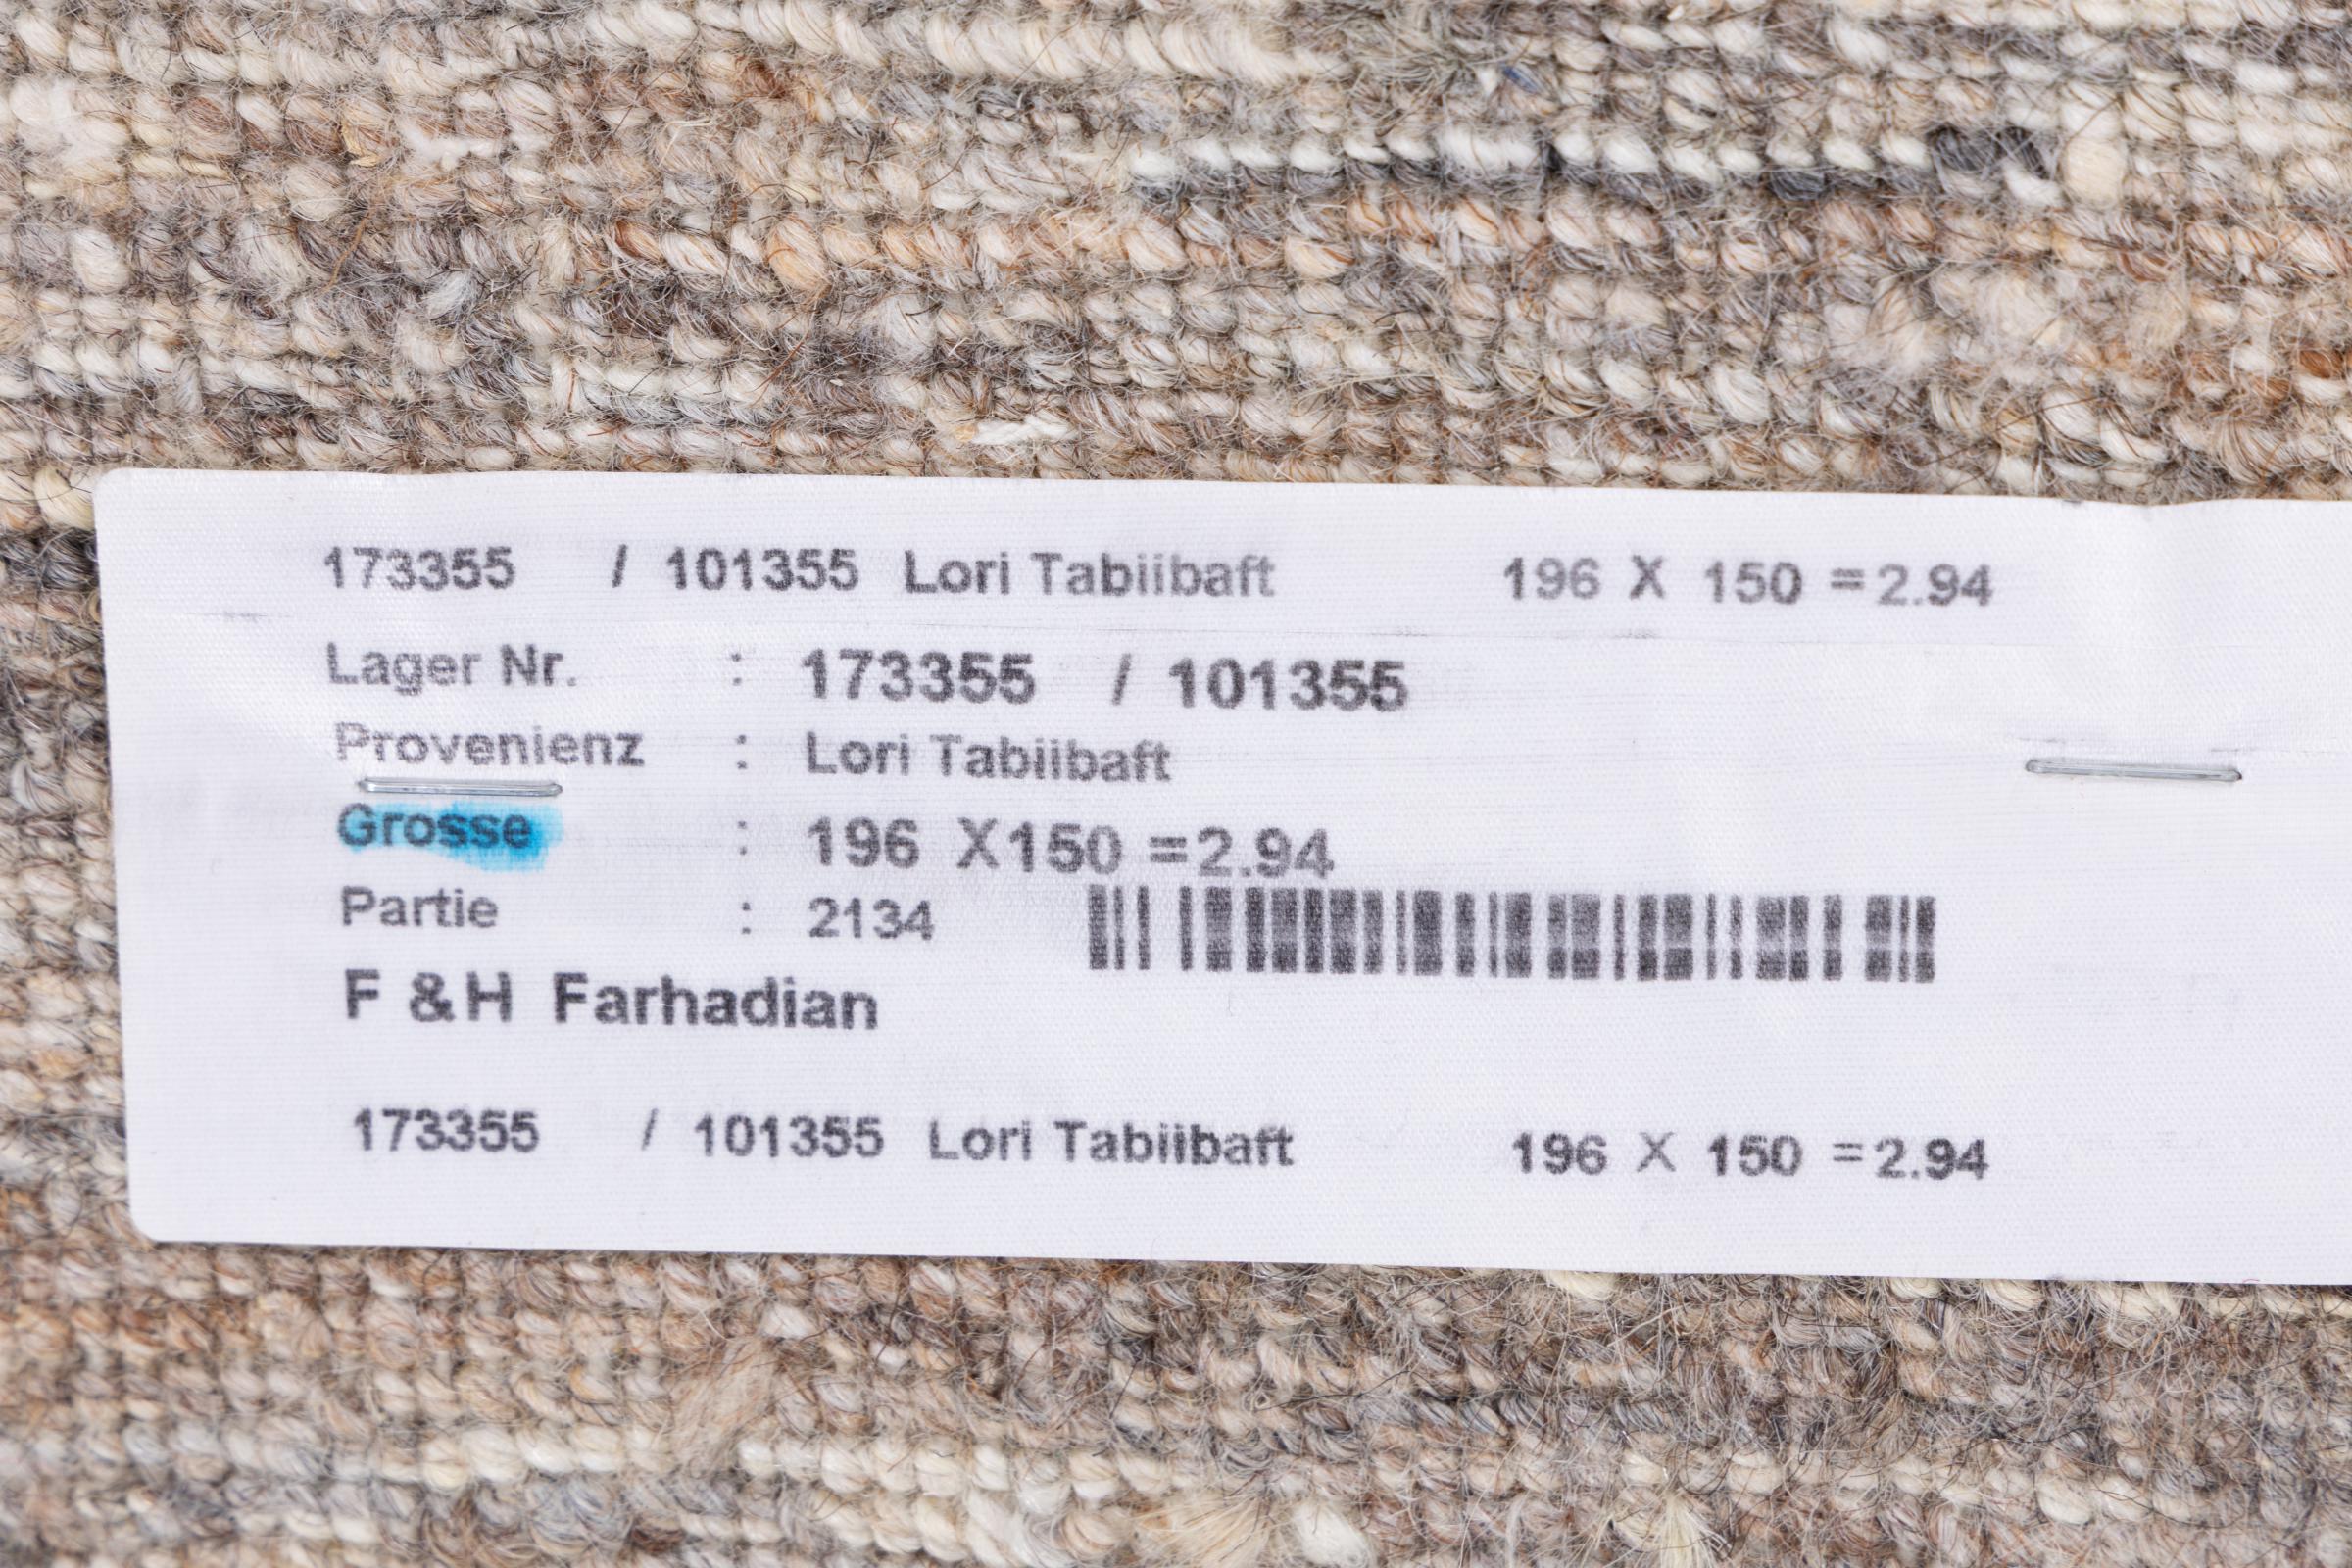 173355 / 101355 Lori Tabiibaft 196 X 150 =2.94
Lager Nr. : 173355 / 101355
Provenienz : Lori Tabiibaft
Grosse : 196 X150 =2.94
Partie : 2134
F &H Farhadian
173355 / 101355 Lori Tabiibaft 196 X 150 =2.94